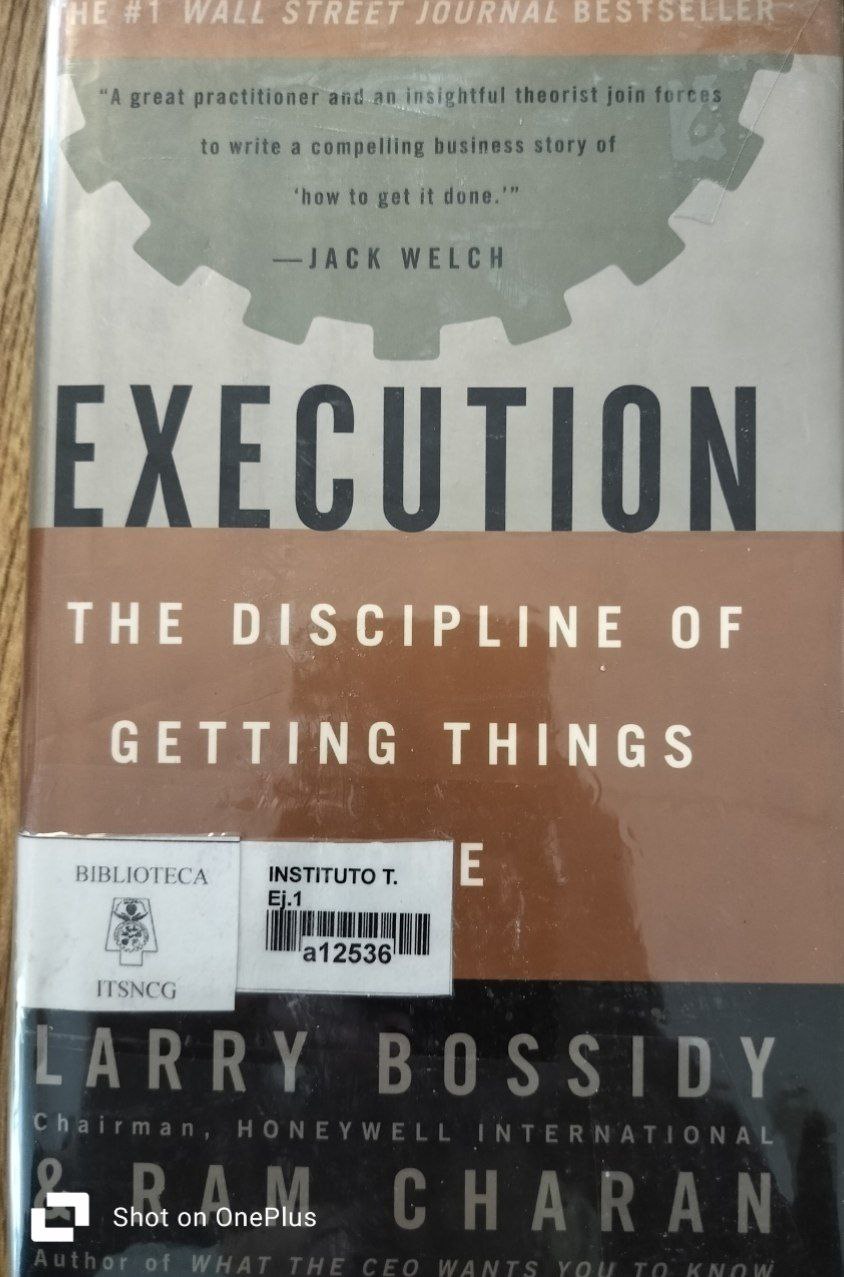 HE #1 WALL STREET JOURNAL BESTSELLER
"A great practitioner and an insightful theorist join forces
to write a compelling business story of
'how to get it done.'"
—JACK WELCH
EXECUTION
THE DISCIPLINE OF
GETTING THINGS
E
BIBLIOTECA
ITSNCG
INSTITUTO T.
Ej.1
a12536
LARRY BOSSIDY
Chairman, HONEYWELL INTERNATIONAL
& RAM CHARAN
Author of WHAT THE CEO WANTS YOU TO KNOW
Shot on OnePlus